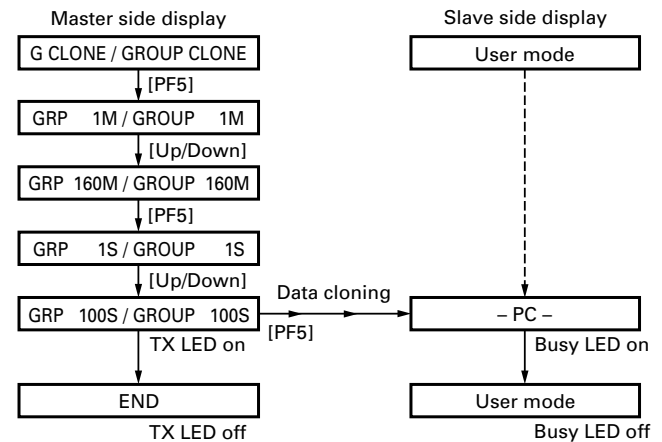 Master side display
Slave side display
G CLONE / GROUP CLONE
User mode
[PF5]
GRP 1M / GROUP 1M
[Up/Down]
GRP 160M / GROUP 160M
[PF5]
GRP 1S / GROUP 1S
[Up/Down]
Data cloning
GRP 100S / GROUP 100S
[PF5]
– PC –
TX LED on
Busy LED on
END
User mode
TX LED off
Busy LED off